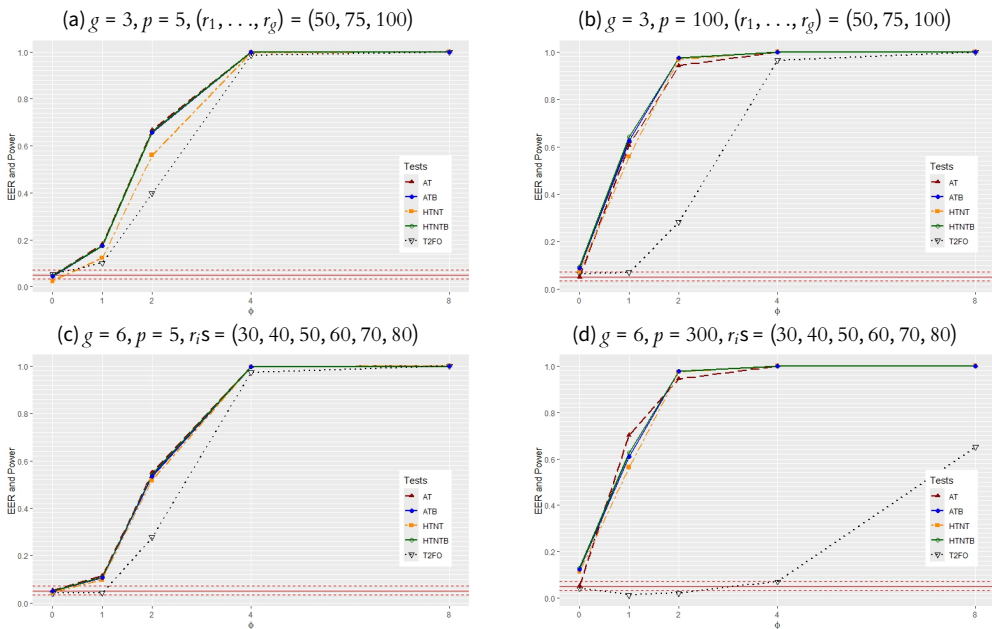 (a) g = 3, p = 5, (r₁, . . ., r_g) = (50, 75, 100)
EER and Power
1.0
0.8
0.6
0.4
0.2
0.0
Tests
AT
ATB
HTNT
HTNTB
T2FO
0 1 2 4 8
ϕ
(b) g = 3, p = 100, (r₁, . . ., r_g) = (50, 75, 100)
EER and Power
1.0
0.8
0.6
0.4
0.2
0.0
Tests
AT
ATB
HTNT
HTNTB
T2FO
0 1 2 4 8
ϕ
(c) g = 6, p = 5, r_is = (30, 40, 50, 60, 70, 80)
EER and Power
1.0
0.8
0.6
0.4
0.2
0.0
Tests
AT
ATB
HTNT
HTNTB
T2FO
0 1 2 4 8
ϕ
(d) g = 6, p = 300, r_is = (30, 40, 50, 60, 70, 80)
EER and Power
1.0
0.8
0.6
0.4
0.2
0.0
Tests
AT
ATB
HTNT
HTNTB
T2FO
0 1 2 4 8
ϕ